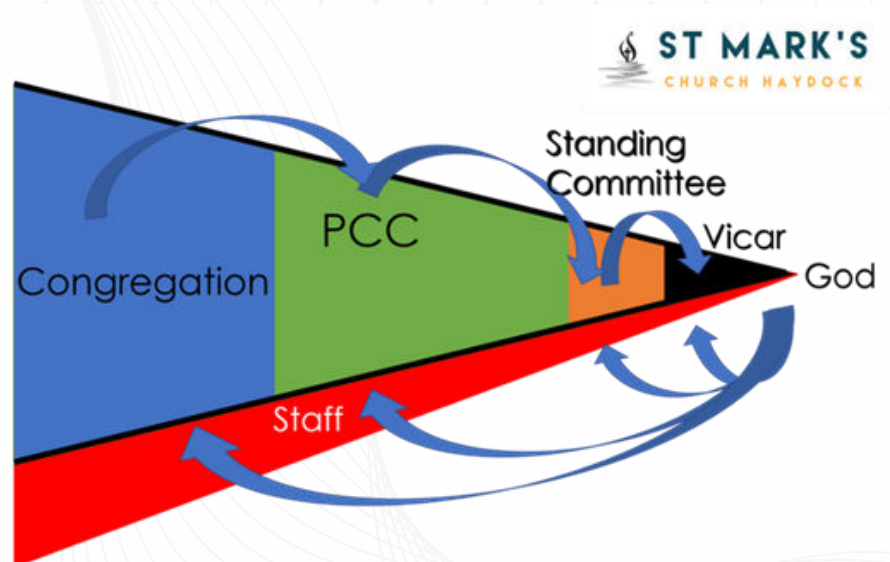 ST MARK'S
CHURCH HAYDOCK
Standing
Committee
PCC
Vicar
Congregation
God
Staff